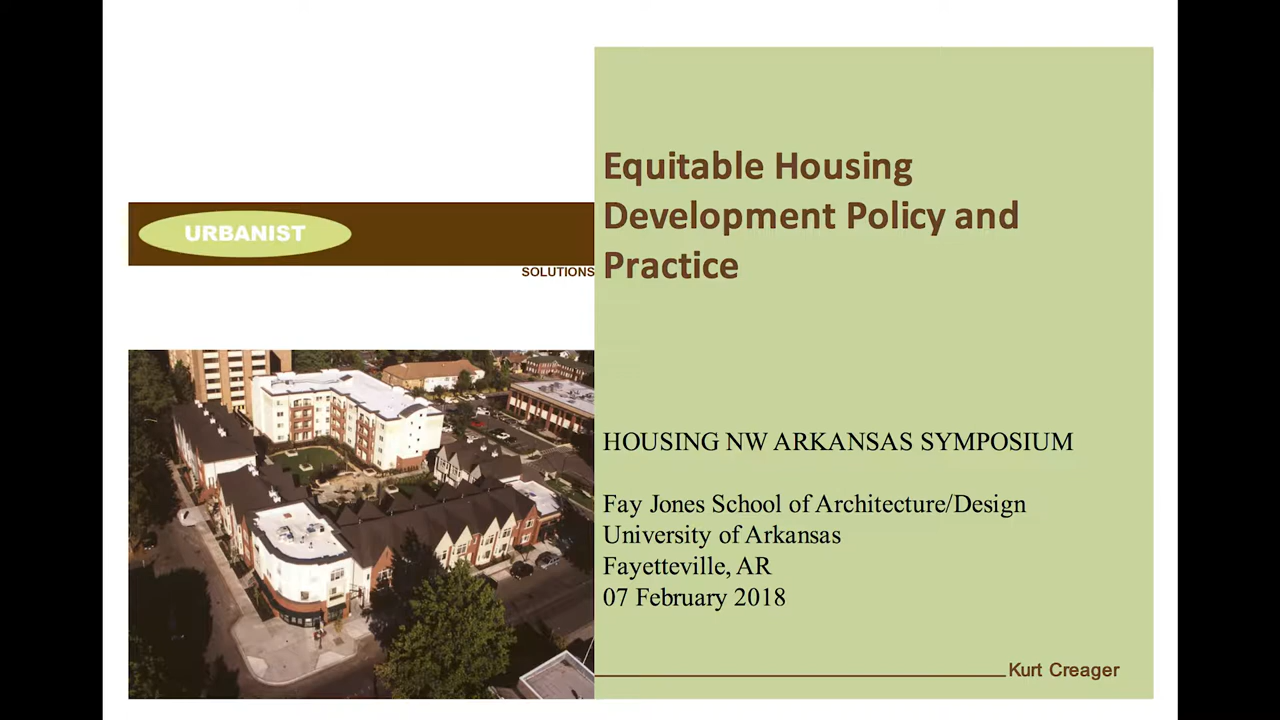 URBANIST
SOLUTIONS
Equitable Housing
Development Policy and
Practice
HOUSING NW ARKANSAS SYMPOSIUM
Fay Jones School of Architecture/Design
University of Arkansas
Fayetteville, AR
07 February 2018
Kurt Creager